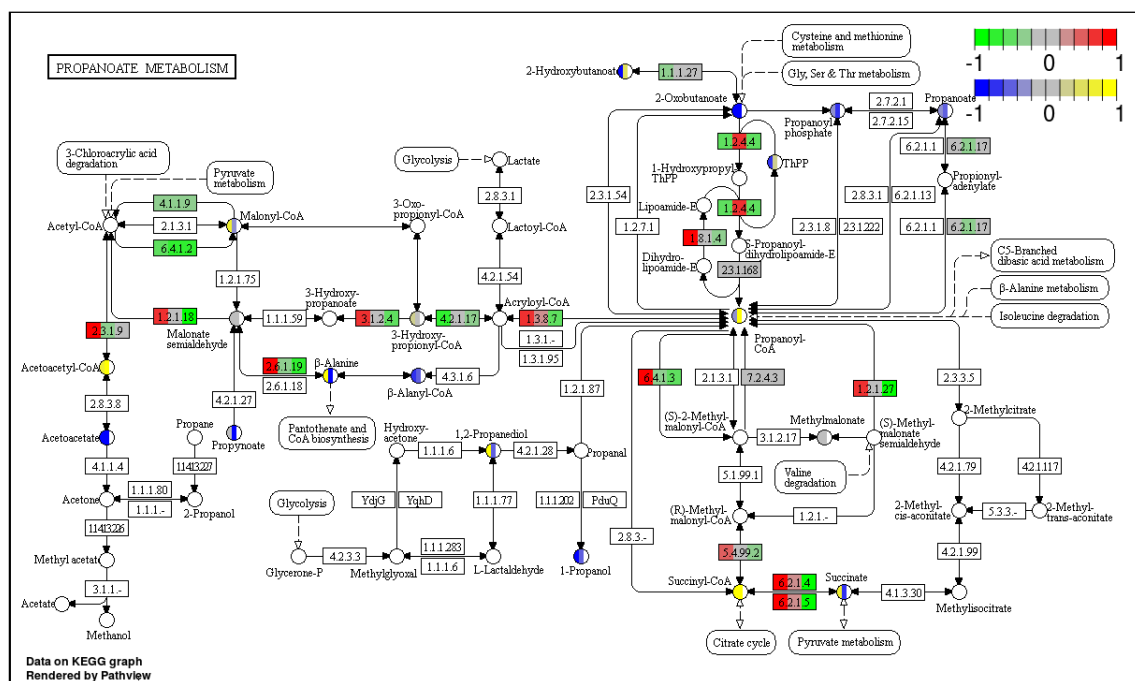 PROPANOATE METABOLISM
Cysteine and methionine
metabolism
Gly, Ser & Thr metabolism
-1
0
1
-1
0
1
2-Hydroxybutanoate
1.1.1.27
2-Oxobutanoate
Propanoyl
phosphate
2.7.2.1
2.7.2.15
Propanoate
3-Chloroacrylic acid
degradation
Pyruvate
metabolism
Glycolysis
Lactate
1.2.4.4
ThPP
6.2.1.1
6.2.1.17
1-Hydroxypropyl
ThPP
Propionyl-
adenylate
4.1.1.9
Acetyl-CoA
2.1.3.1
Malonyl-CoA
6.4.1.2
3-Oxo-
propionyl-CoA
2.8.3.1
Lactoyl-CoA
2.3.1.54
1.2.7.1
Lipoamide-E
1.2.4.4
1.8.1.4
2.8.3.1
6.2.1.13
2.3.1.8
2.3.1.222
6.2.1.1
6.2.1.17
S-Propanoyl-
dihydrolipoamide-E
Dihydro-
lipoamide-E
2.3.1.168
C5-Branched
dibasic acid metabolism
β-Alanine metabolism
Isoleucine degradation
1.2.1.75
4.2.1.54
3-Hydroxy-
propanoate
Acryloyl-CoA
1.2.1.18
Malonate
semialdehyde
1.1.1.59
3.1.2.4
3-Hydroxy-
propionyl-CoA
4.2.1.17
1.3.8.7
1.3.1.-
1.3.1.95
Propanoyl-
CoA
2.3.1.9
Acetoacetyl-CoA
2.6.1.19
2.6.1.18
β-Alanine
β-Alanyl-CoA
4.3.1.6
6.4.1.3
2.1.3.1
7.2.4.3
1.2.1.27
2.3.3.5
1.2.1.87
2.8.3.8
4.2.1.27
Pantothenate and
CoA biosynthesis
(S)-2-Methyl-
malonyl-CoA
Methylmalonate
(S)-Methyl-
malonate
semialdehyde
3.1.2.17
2-Methylcitrate
Acetoacetate
Propane
Propynoate
Hydroxy-
acetone
1.1.1.6
1,2-Propanediol
4.2.1.28
Propanal
4.1.1.4
1.14.13.227
Acetone
1.1.1.80
1.1.1.-
2-Propanol
Glycolysis
YdjG
YqhD
1.1.1.77
1.1.1.202
PduQ
5.1.99.1
Valine
degradation
4.2.1.79
4.2.1.117
(R)-Methyl-
malonyl-CoA
1.2.1.-
2-Methyl-
cis-aconitate
5.3.3.-
2-Methyl-
trans-aconitate
1.14.13.226
2.8.3.-
Methyl acetat
Glycerone-P
4.2.3.3
Methylglyoxal
1.1.1.283
1.1.1.6
L-Lactaldehyde
1-Propanol
5.4.99.2
4.2.1.99
3.1.1.-
Acetate
Methanol
Succinyl-CoA
6.2.1.4
6.2.1.5
Succinate
4.1.3.30
Methylisocitrate
Citrate cycle
Pyruvate metabolism
Data on KEGG graph
Rendered by Pathview